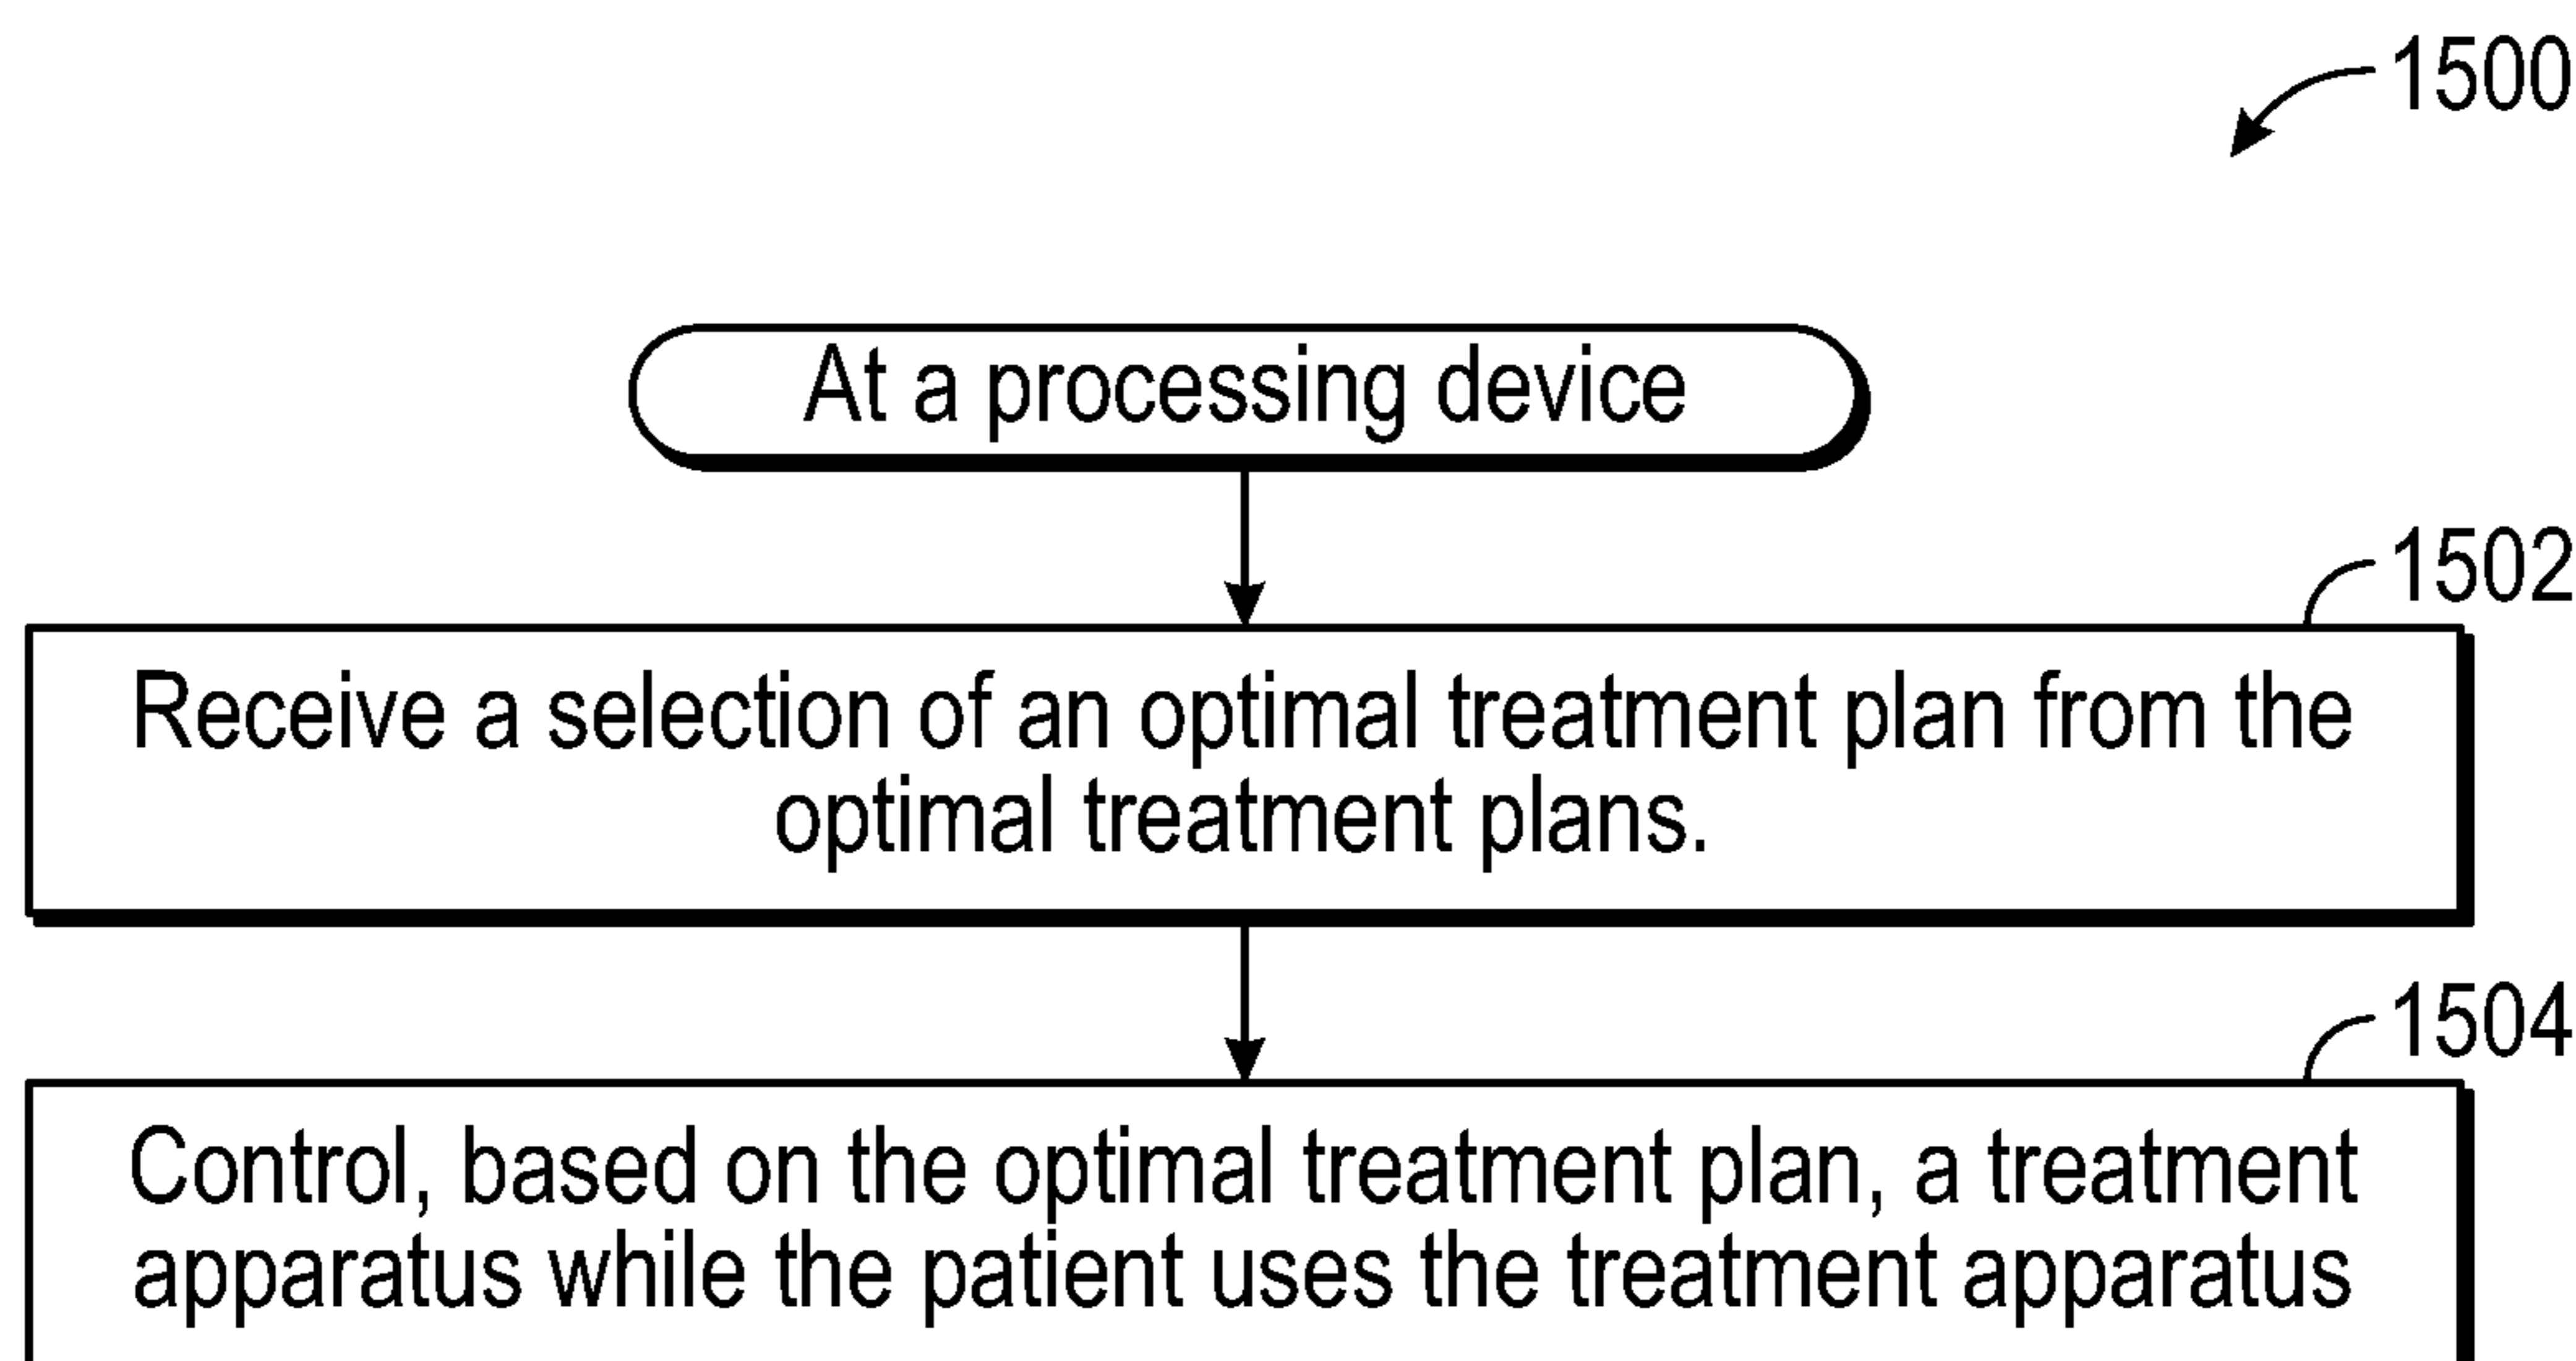 1500
At a processing device
1502
Receive a selection of an optimal treatment plan from the
optimal treatment plans.
1504
Control, based on the optimal treatment plan, a treatment
apparatus while the patient uses the treatment apparatus